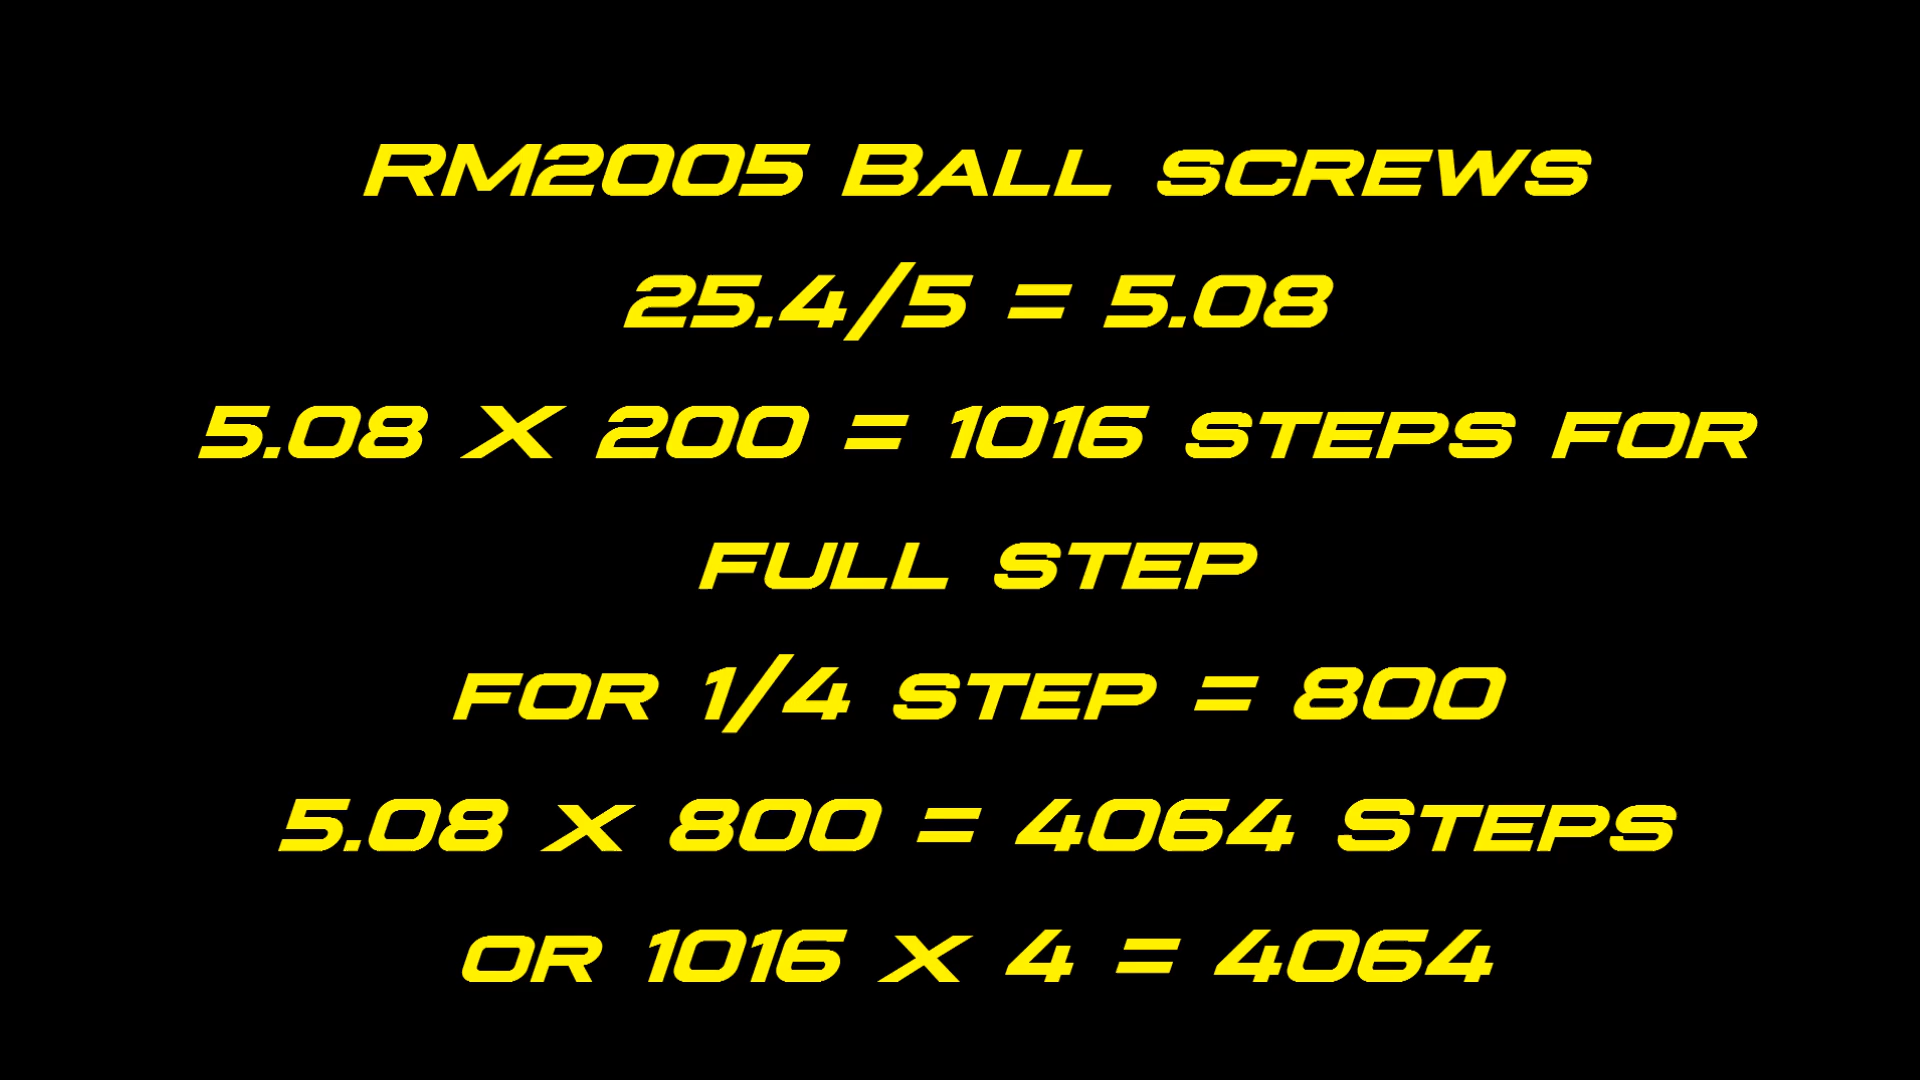 RM2005 Ball screws
25.4/5 = 5.08
5.08 X 200 = 1016 steps for
full step
for 1/4 step = 800
5.08 x 800 = 4064 Steps
or 1016 x 4 = 4064